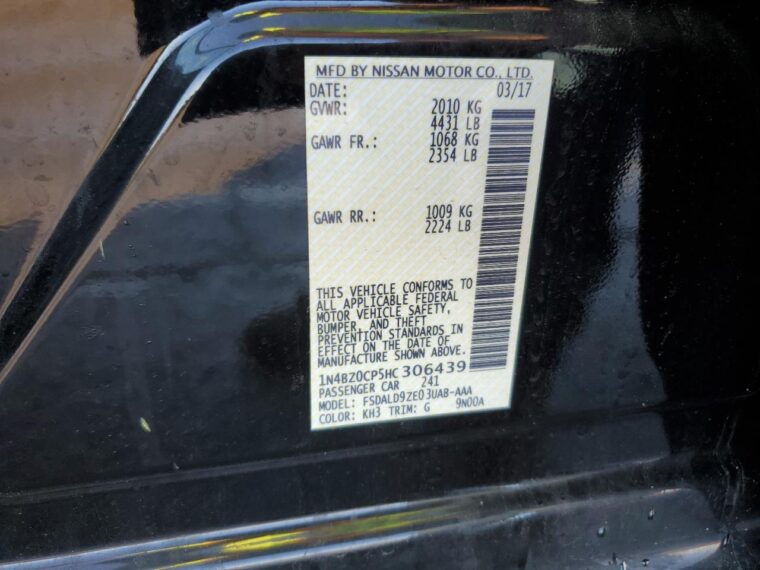 MFD BY NISSAN MOTOR CO., LTD.
DATE: 03/17
GVWR: 2010 KG
4431 LB
GAWR FR.: 1068 KG
2354 LB
GAWR RR.: 1009 KG
2224 LB
THIS VEHICLE CONFORMS TO
ALL APPLICABLE FEDERAL
MOTOR VEHICLE SAFETY,
BUMPER, AND THEFT
PREVENTION STANDARDS IN
EFFECT ON THE DATE OF
MANUFACTURE SHOWN ABOVE.
1N4BZ0CP5HC 306439
PASSENGER CAR 241
MODEL: FSDALD9ZE03UAB-AAA
COLOR: KH3 TRIM: G 9N00A